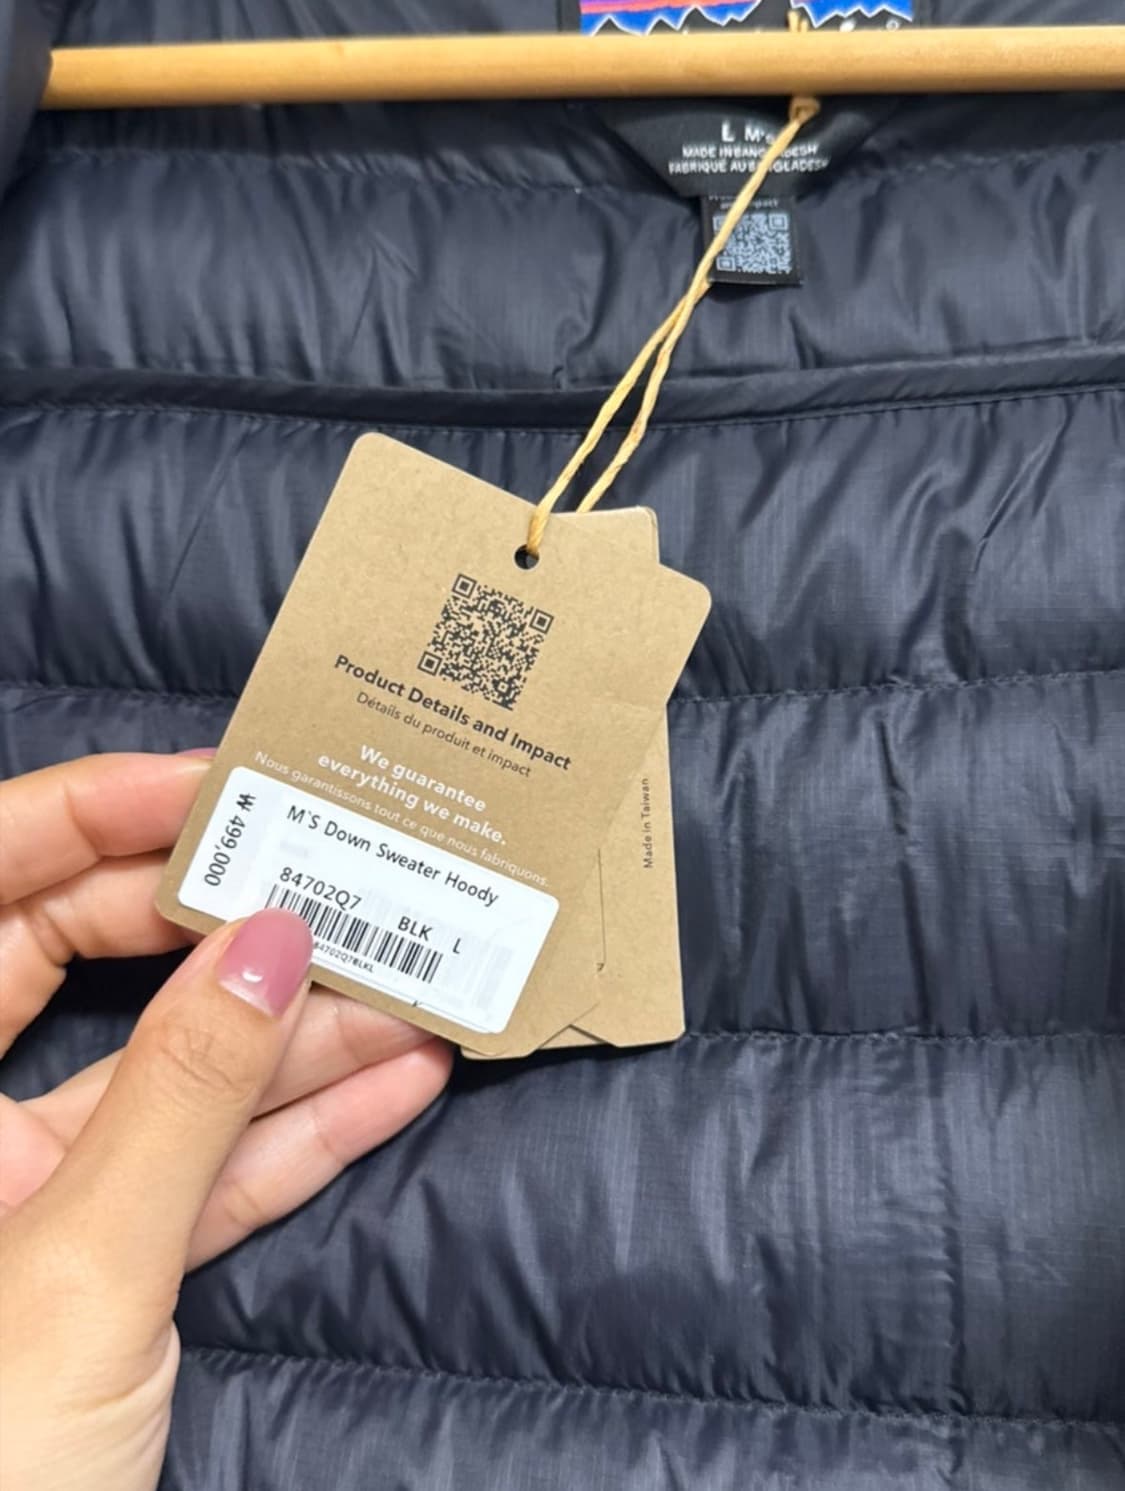 L M's
MADE IN BANGLADESH
FABRIQUÉ AU BANGLADESH
Product Details and Impact
Détails du produit et impact
We guarantee
everything we make.
Nous garantissons tout ce que nous fabriquons.
₩ 499,000
M`S Down Sweater Hoody
84702Q7 BLK L
84702Q7BLKL
Made in Taiwan